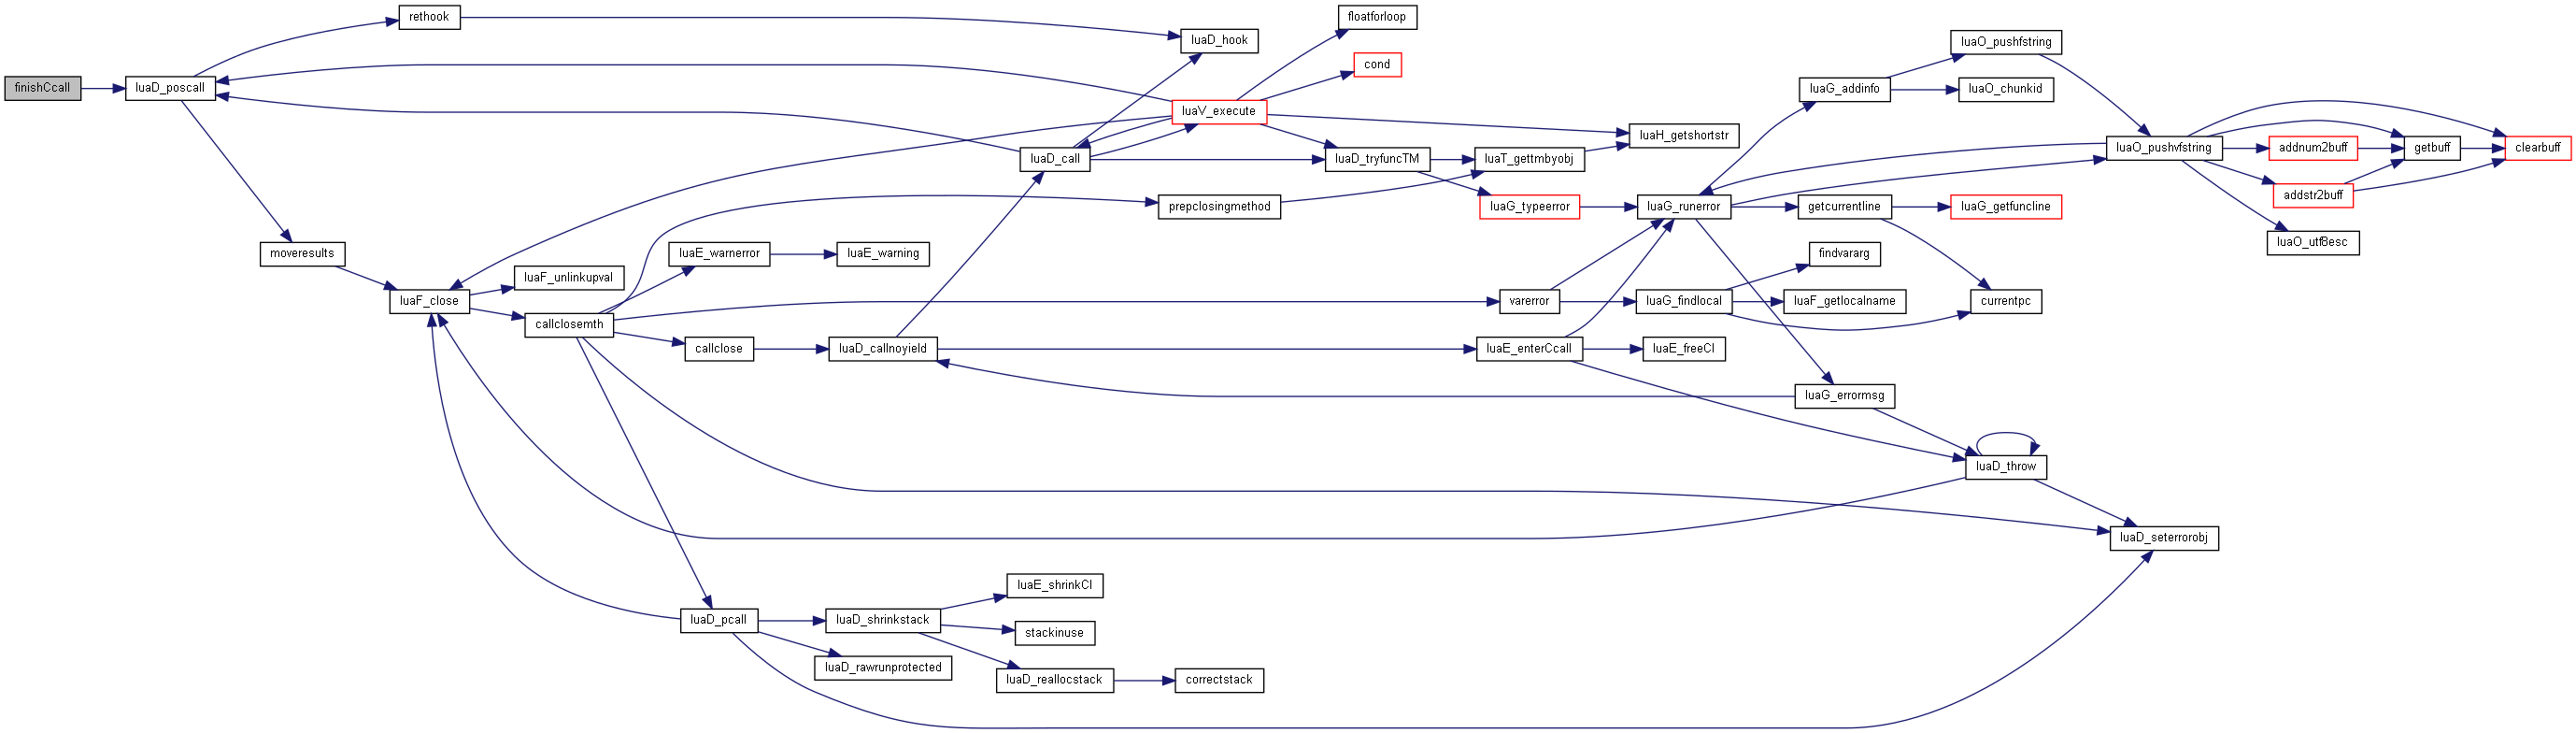 finishCcall
luaD_poscall
rethook
moveresults
luaF_close
luaF_unlinkupval
callclosemth
luaE_warnerror
luaE_warning
callclose
luaD_callnoyield
luaD_pcall
luaD_shrinkstack
luaD_rawrunprotected
luaE_shrinkCI
stackinuse
luaD_reallocstack
correctstack
luaD_hook
luaV_execute
luaD_call
prepclosingmethod
floatforloop
cond
luaD_tryfuncTM
luaT_gettmbyobj
luaH_getshortstr
luaG_typeerror
luaG_runerror
varerror
luaG_findlocal
luaE_enterCcall
luaE_freeCI
luaG_addinfo
luaO_pushfstring
luaO_chunkid
getcurrentline
luaG_getfuncline
findvararg
luaF_getlocalname
currentpc
luaG_errormsg
luaD_throw
luaD_seterrorobj
luaO_pushvfstring
addnum2buff
addstr2buff
luaO_utf8esc
getbuff
clearbuff